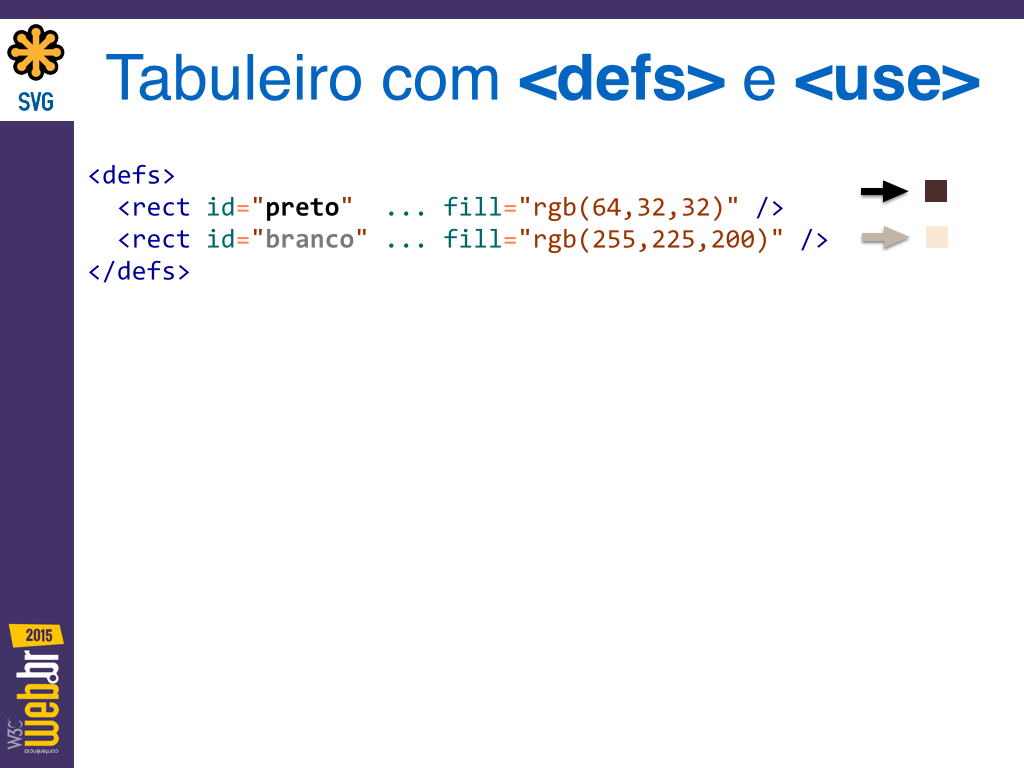 SVG
Tabuleiro com <defs> e <use>
<defs>
  <rect id="preto"  ... fill="rgb(64,32,32)" />
  <rect id="branco" ... fill="rgb(255,225,200)" />
</defs>
2015
W3C
conferência
web.br